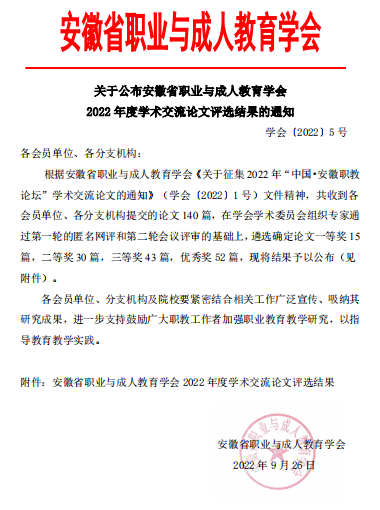 安徽省职业与成人教育学会
关于公布安徽省职业与成人教育学会
2022 年度学术交流论文评选结果的通知
学会〔2022〕5 号
各会员单位、各分支机构：
根据安徽省职业与成人教育学会《关于征集 2022 年“中国·安徽职教
论坛”学术交流论文的通知》（学会〔2022〕1 号）文件精神，共收到各
会员单位、各分支机构提交的论文 140 篇，在学会学术委员会组织专家通
过第一轮的匿名网评和第二轮会议评审的基础上，遴选确定论文一等奖 15
篇，二等奖 30 篇，三等奖 43 篇，优秀奖 52 篇，现将结果予以公布（见
附件）。
各会员单位、分支机构及院校要紧密结合相关工作广泛宣传、吸纳其
研究成果，进一步支持鼓励广大职教工作者加强职业教育教学研究，以指
导教育教学实践。
附件：安徽省职业与成人教育学会 2022 年度学术交流论文评选结果
安徽省职业与成人教育学会
安徽省职业与成人教育学会
2022 年 9 月 26 日